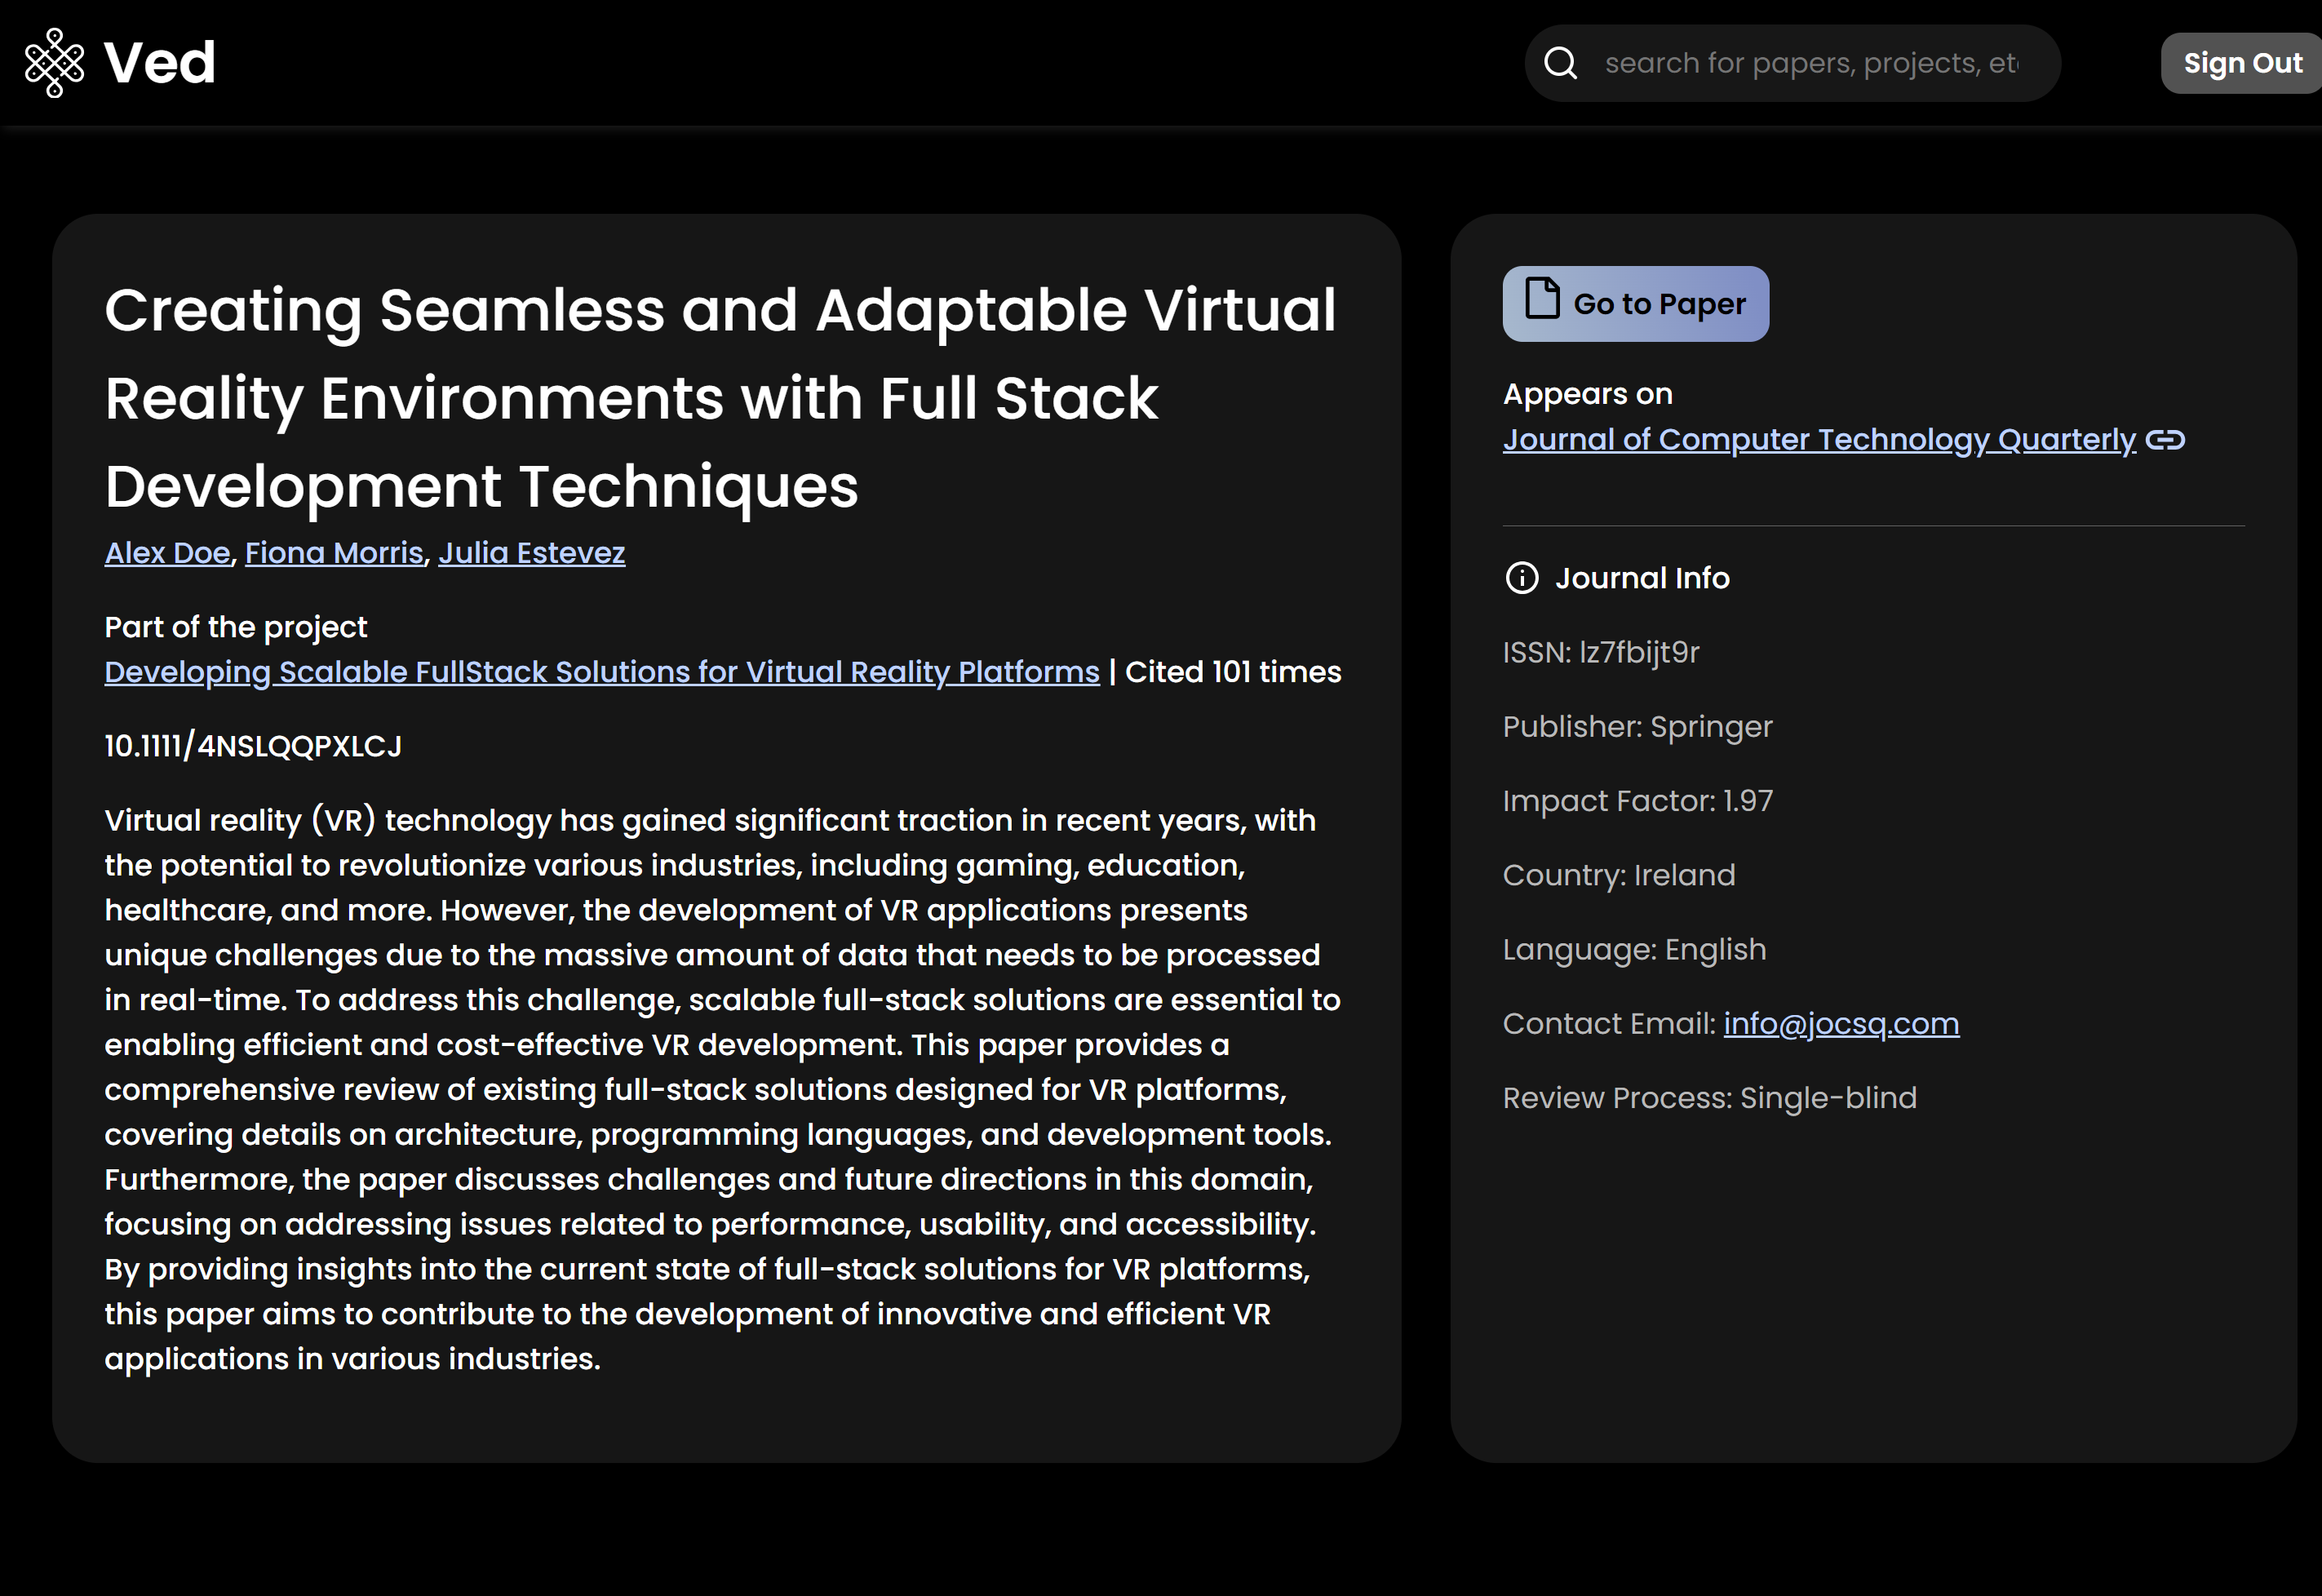 Ved
search for papers, projects, etc
Sign Out
Creating Seamless and Adaptable Virtual
Reality Environments with Full Stack
Development Techniques
Alex Doe, Fiona Morris, Julia Estevez
Part of the project
Developing Scalable FullStack Solutions for Virtual Reality Platforms | Cited 101 times
10.1111/4NSLQQPXLCJ
Virtual reality (VR) technology has gained significant traction in recent years, with
the potential to revolutionize various industries, including gaming, education,
healthcare, and more. However, the development of VR applications presents
unique challenges due to the massive amount of data that needs to be processed
in real-time. To address this challenge, scalable full-stack solutions are essential to
enabling efficient and cost-effective VR development. This paper provides a
comprehensive review of existing full-stack solutions designed for VR platforms,
covering details on architecture, programming languages, and development tools.
Furthermore, the paper discusses challenges and future directions in this domain,
focusing on addressing issues related to performance, usability, and accessibility.
By providing insights into the current state of full-stack solutions for VR platforms,
this paper aims to contribute to the development of innovative and efficient VR
applications in various industries.
Go to Paper
Appears on
Journal of Computer Technology Quarterly
Journal Info
ISSN: lz7fbijt9r
Publisher: Springer
Impact Factor: 1.97
Country: Ireland
Language: English
Contact Email: info@jocsq.com
Review Process: Single-blind